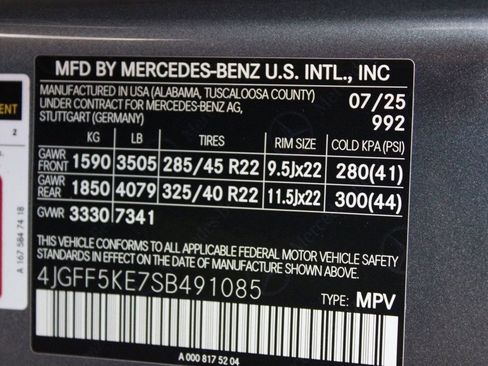 MFD BY MERCEDES-BENZ U.S. INTL., INC
MANUFACTURED IN USA (ALABAMA, TUSCALOOSA COUNTY)
UNDER CONTRACT FOR MERCEDES-BENZ AG,
STUTTGART (GERMANY)
07/25
992
KG LB TIRES RIM SIZE COLD KPA (PSI)
GAWR FRONT 1590 3505 285/45 R22 9.5Jx22 280(41)
GAWR REAR 1850 4079 325/40 R22 11.5Jx22 300(44)
GVWR 3330 7341
THIS VEHICLE CONFORMS TO ALL APPLICABLE FEDERAL MOTOR VEHICLE SAFETY
STANDARDS IN EFFECT ON THE DATE OF MANUFACTURE SHOWN ABOVE.
4JGFF5KE7SB491085
TYPE: MPV
A 000 817 52 04
ENT
2
A 167 584 74 18